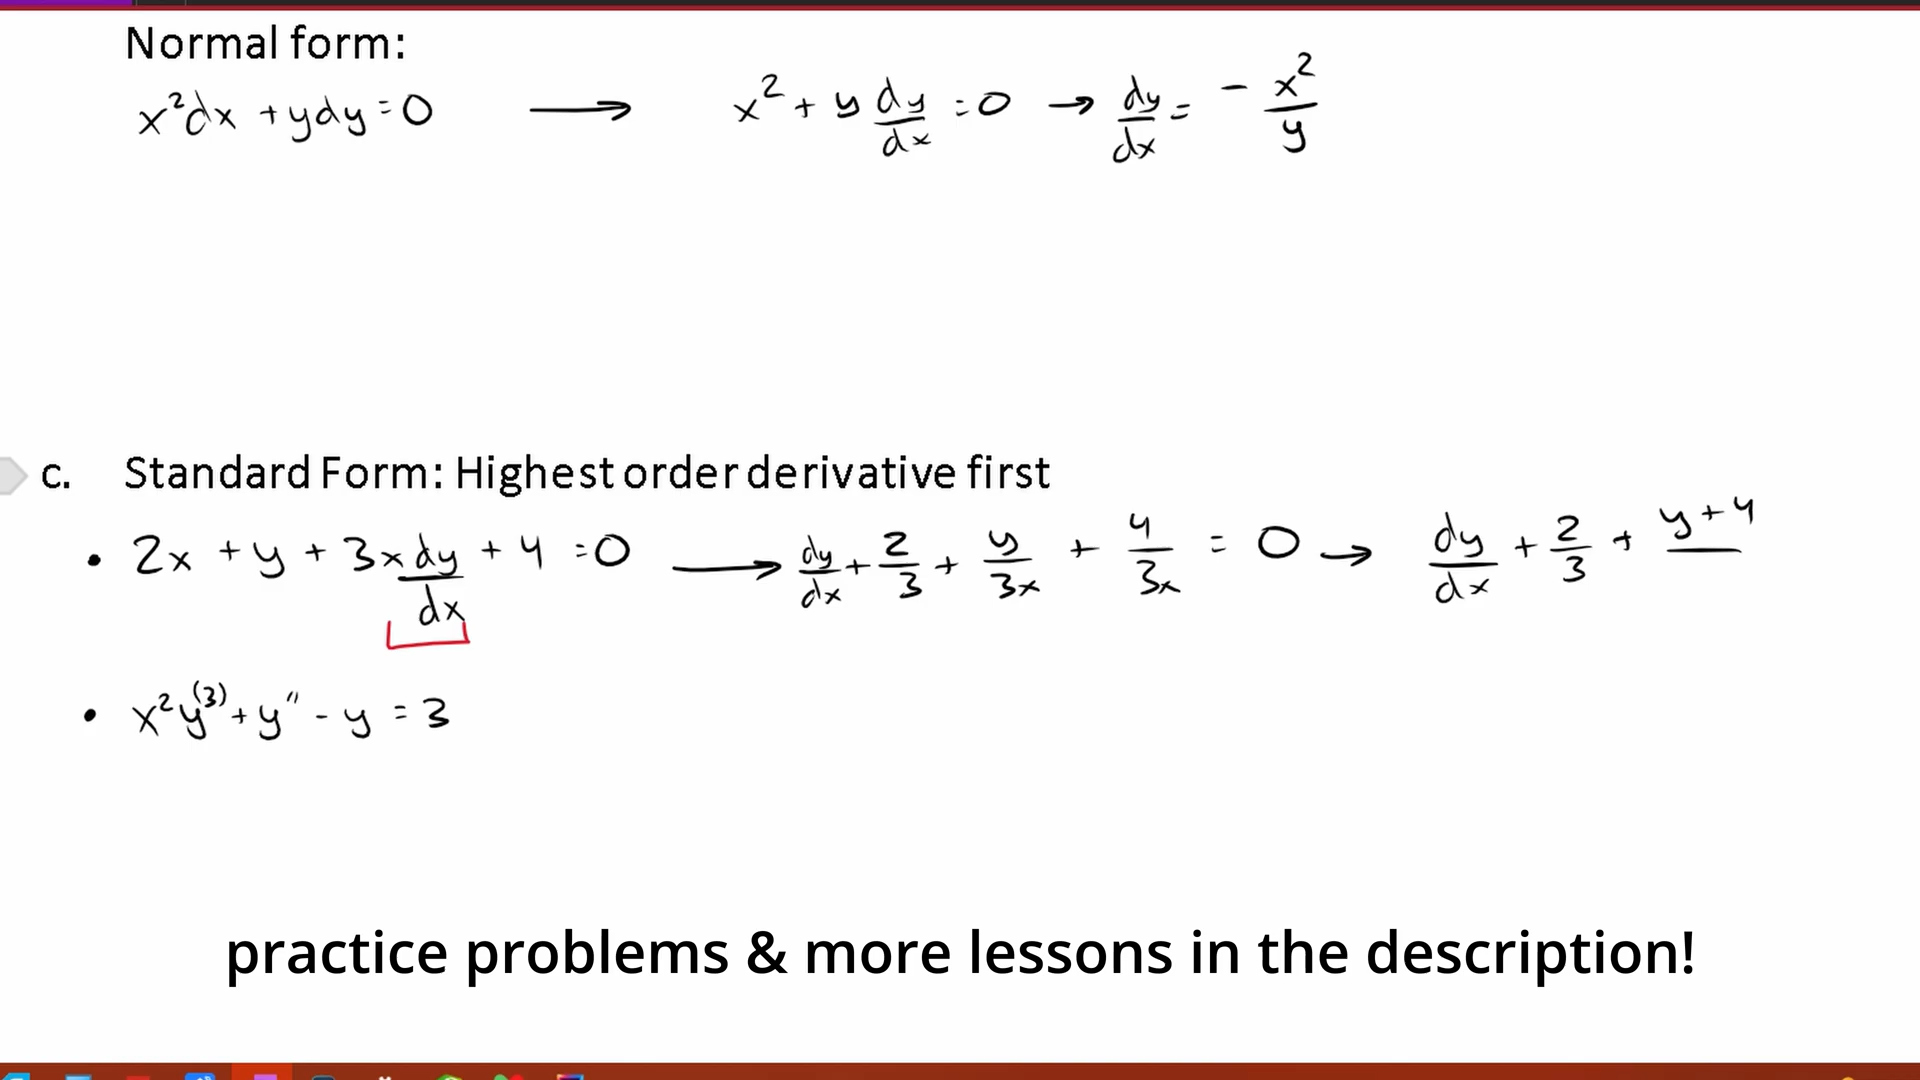 Normal form:
x²dx + ydy = 0 ⟶ x² + y dy/dx = 0 → dy/dx = - x²/y
c. Standard Form: Highest order derivative first
• 2x + y + 3x dy/dx + 4 = 0 ⟶ dy/dx + 2/3 + y/3x + 4/3x = 0 → dy/dx + 2/3 + y+4/
• x²y⁽³⁾ + y" - y = 3
practice problems & more lessons in the description!